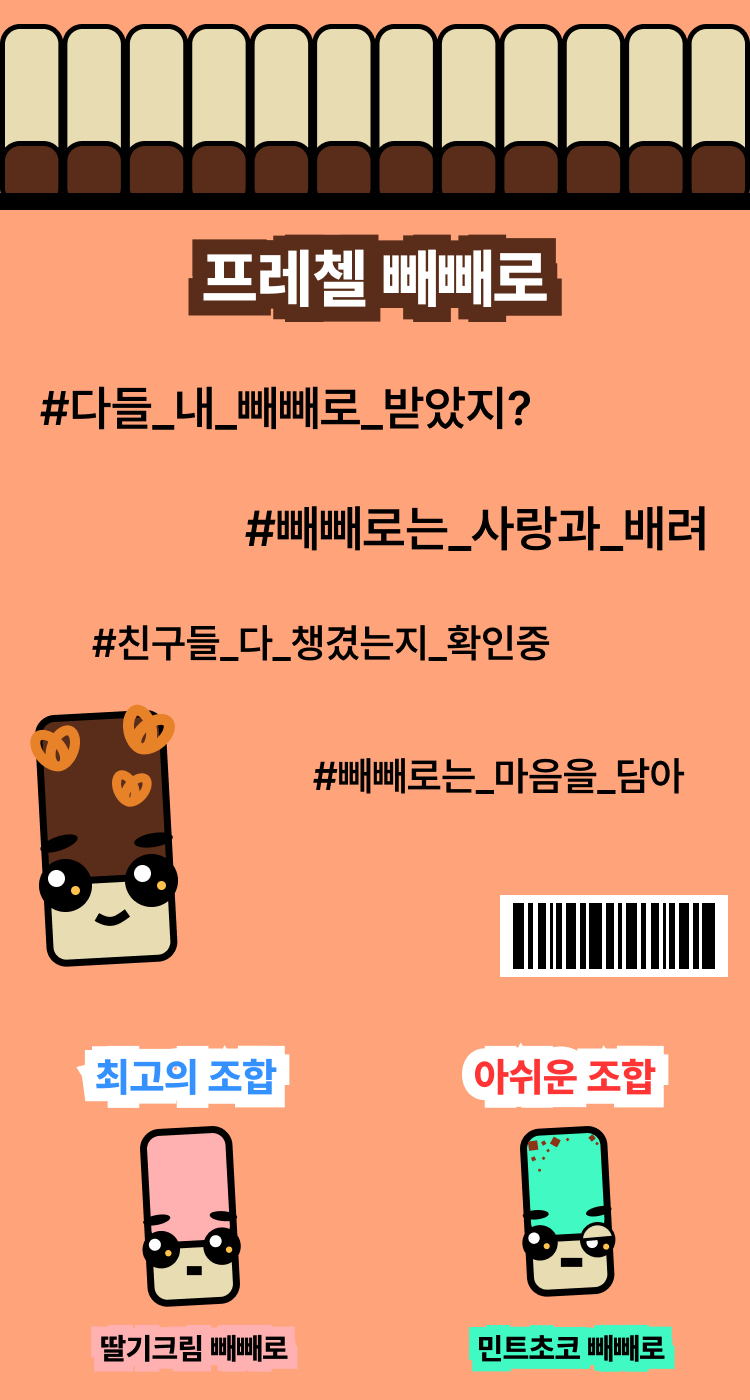 프레첼 빼빼로
#다들_내_빼빼로_받았지?
#빼빼로는_사랑과_배려
#친구들_다_챙겼는지_확인중
#빼빼로는_마음을_담아
최고의 조합
아쉬운 조합
딸기크림 빼빼로
민트초코 빼빼로